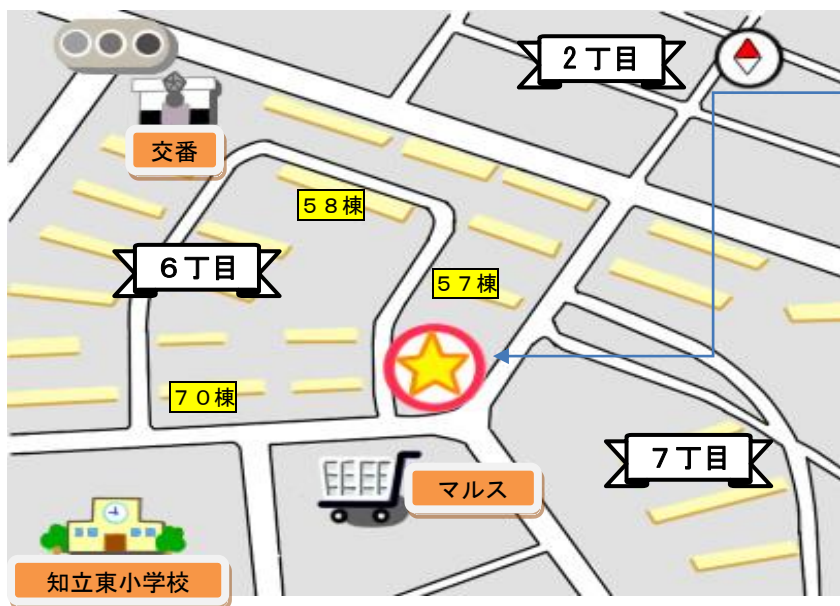 2丁目
交番
５８棟
６丁目
５７棟
７０棟
７丁目
マルス
知立東小学校